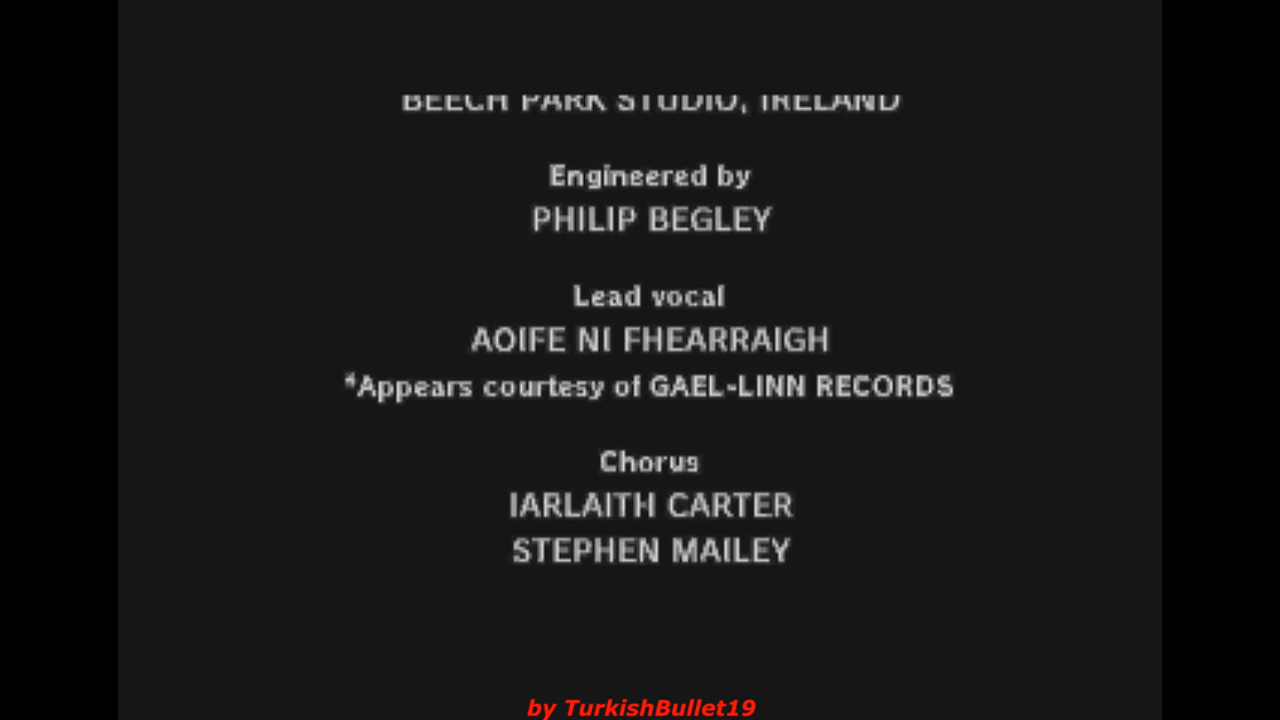 BEECH PARK STUDIO, IRELAND
Engineered by
PHILIP BEGLEY
Lead vocal
AOIFE NI FHEARRAIGH
*Appears courtesy of GAEL-LINN RECORDS
Chorus
IARLAITH CARTER
STEPHEN MAILEY
by TurkishBullet19